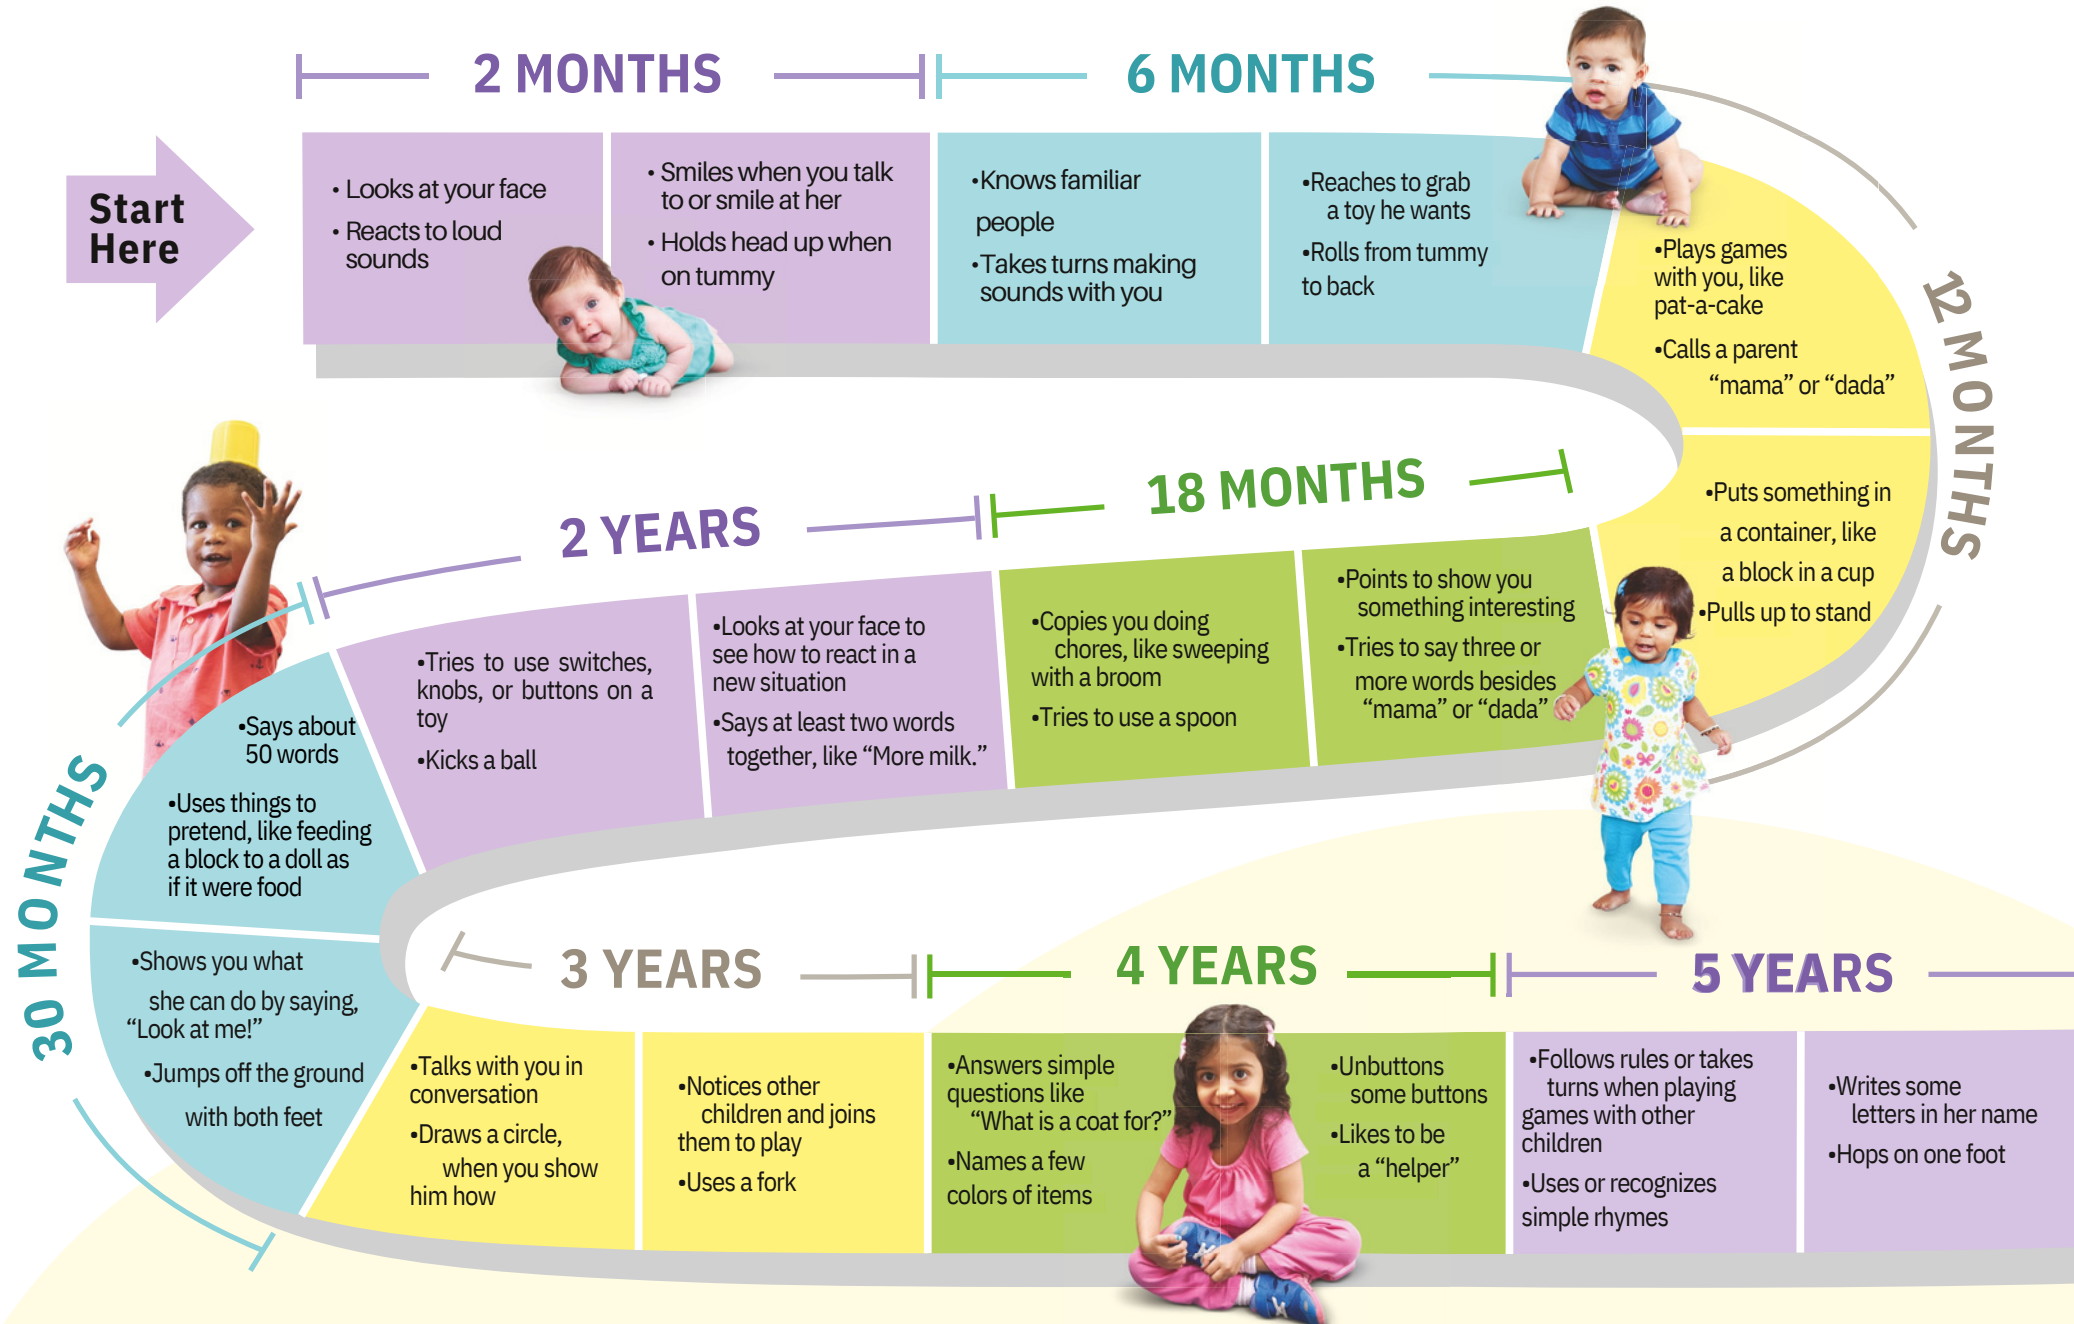 Start
Here
2 MONTHS
• Looks at your face
• Reacts to loud
sounds
• Smiles when you talk
to or smile at her
• Holds head up when
on tummy
6 MONTHS
•Knows familiar
people
•Takes turns making
sounds with you
•Reaches to grab
a toy he wants
•Rolls from tummy
to back
12 MONTHS
•Plays games
with you, like
pat-a-cake
•Calls a parent
“mama” or “dada”
•Puts something in
a container, like
a block in a cup
•Pulls up to stand
18 MONTHS
•Points to show you
something interesting
•Tries to say three or
more words besides
“mama” or “dada”
•Copies you doing
chores, like sweeping
with a broom
•Tries to use a spoon
2 YEARS
•Looks at your face to
see how to react in a
new situation
•Says at least two words
together, like “More milk.”
•Tries to use switches,
knobs, or buttons on a
toy
•Kicks a ball
30 MONTHS
•Says about
50 words
•Uses things to
pretend, like feeding
a block to a doll as
if it were food
•Shows you what
she can do by saying,
“Look at me!”
•Jumps off the ground
with both feet
3 YEARS
•Talks with you in
conversation
•Draws a circle,
when you show
him how
•Notices other
children and joins
them to play
•Uses a fork
4 YEARS
•Answers simple
questions like
“What is a coat for?”
•Names a few
colors of items
•Unbuttons
some buttons
•Likes to be
a “helper”
5 YEARS
•Follows rules or takes
turns when playing
games with other
children
•Uses or recognizes
simple rhymes
•Writes some
letters in her name
•Hops on one foot